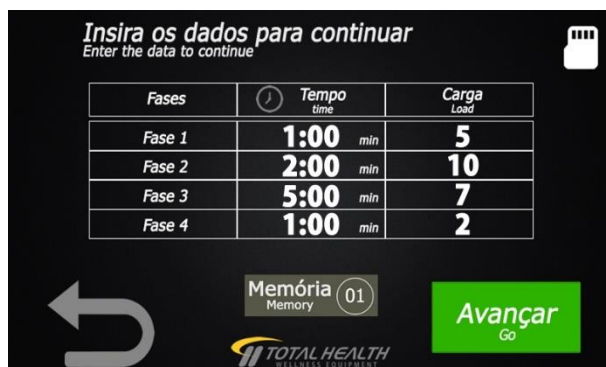 Insira os dados para continuar
Enter the data to continue
Fases Tempo Carga
time Load
Fase 1 1:00 min 5
Fase 2 2:00 min 10
Fase 3 5:00 min 7
Fase 4 1:00 min 2
Memória 01
Memory
Avançar
Go
TOTAL HEALTH
WELLNESS EQUIPMENT